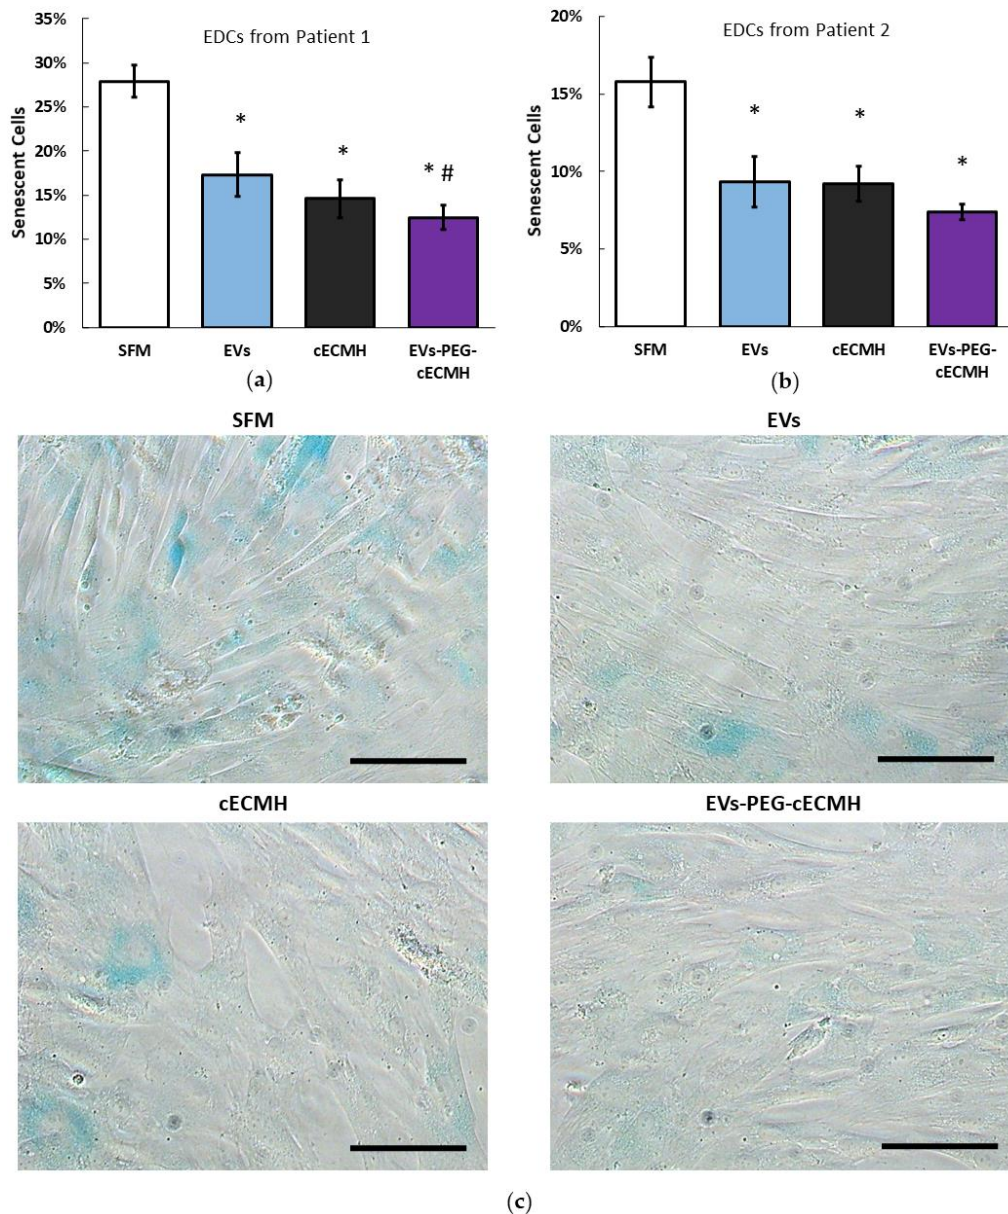 35%
30%
25%
20%
15%
10%
5%
0%
Senescent Cells
EDCs from Patient 1
*
*
* #
SFM
EVs
cECMH
EVs-PEG-
cECMH
(a)
20%
15%
10%
5%
0%
Senescent Cells
EDCs from Patient 2
*
*
*
SFM
EVs
cECMH
EVs-PEG-
cECMH
(b)
SFM
EVs
cECMH
EVs-PEG-cECMH
(c)